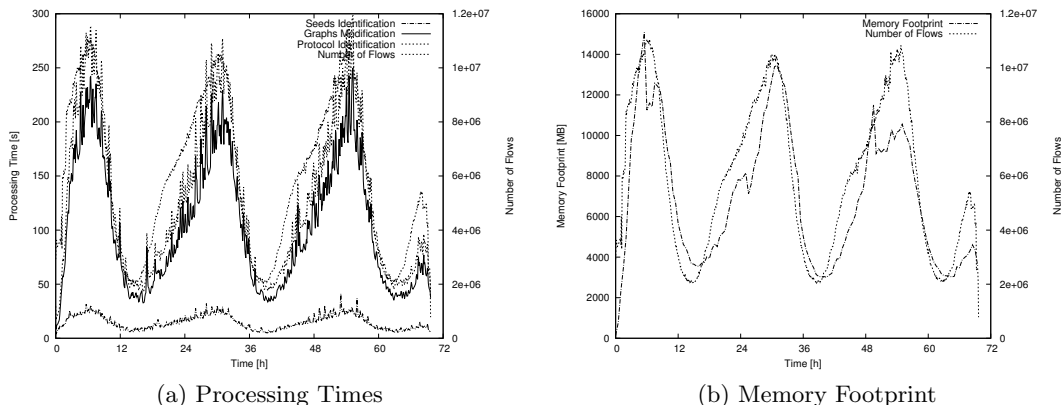 Seeds Identification
Graphs Modification
Protocol Identification
Number of Flows
Processing Time [s]
300
250
200
150
100
50
0
1.2e+07
1e+07
8e+06
6e+06
4e+06
2e+06
0
Number of Flows
0 12 24 36 48 60 72
Time [h]
(a) Processing Times
Memory Footprint
Number of Flows
Memory Footprint [MB]
16000
14000
12000
10000
8000
6000
4000
2000
0
1.2e+07
1e+07
8e+06
6e+06
4e+06
2e+06
0
Number of Flows
0 12 24 36 48 60 72
Time [h]
(b) Memory Footprint